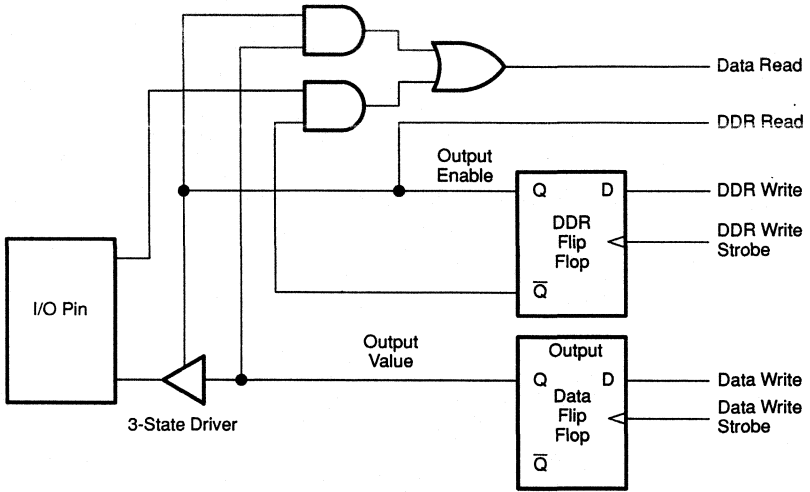 Data Read
DDR Read
Output
Enable
Q D
DDR Write
DDR
Flip
Flop
DDR Write
Strobe
Q̅
I/O Pin
3-State Driver
Output
Value
Output
Q D
Data Write
Data
Flip
Flop
Data Write
Strobe
Q̅